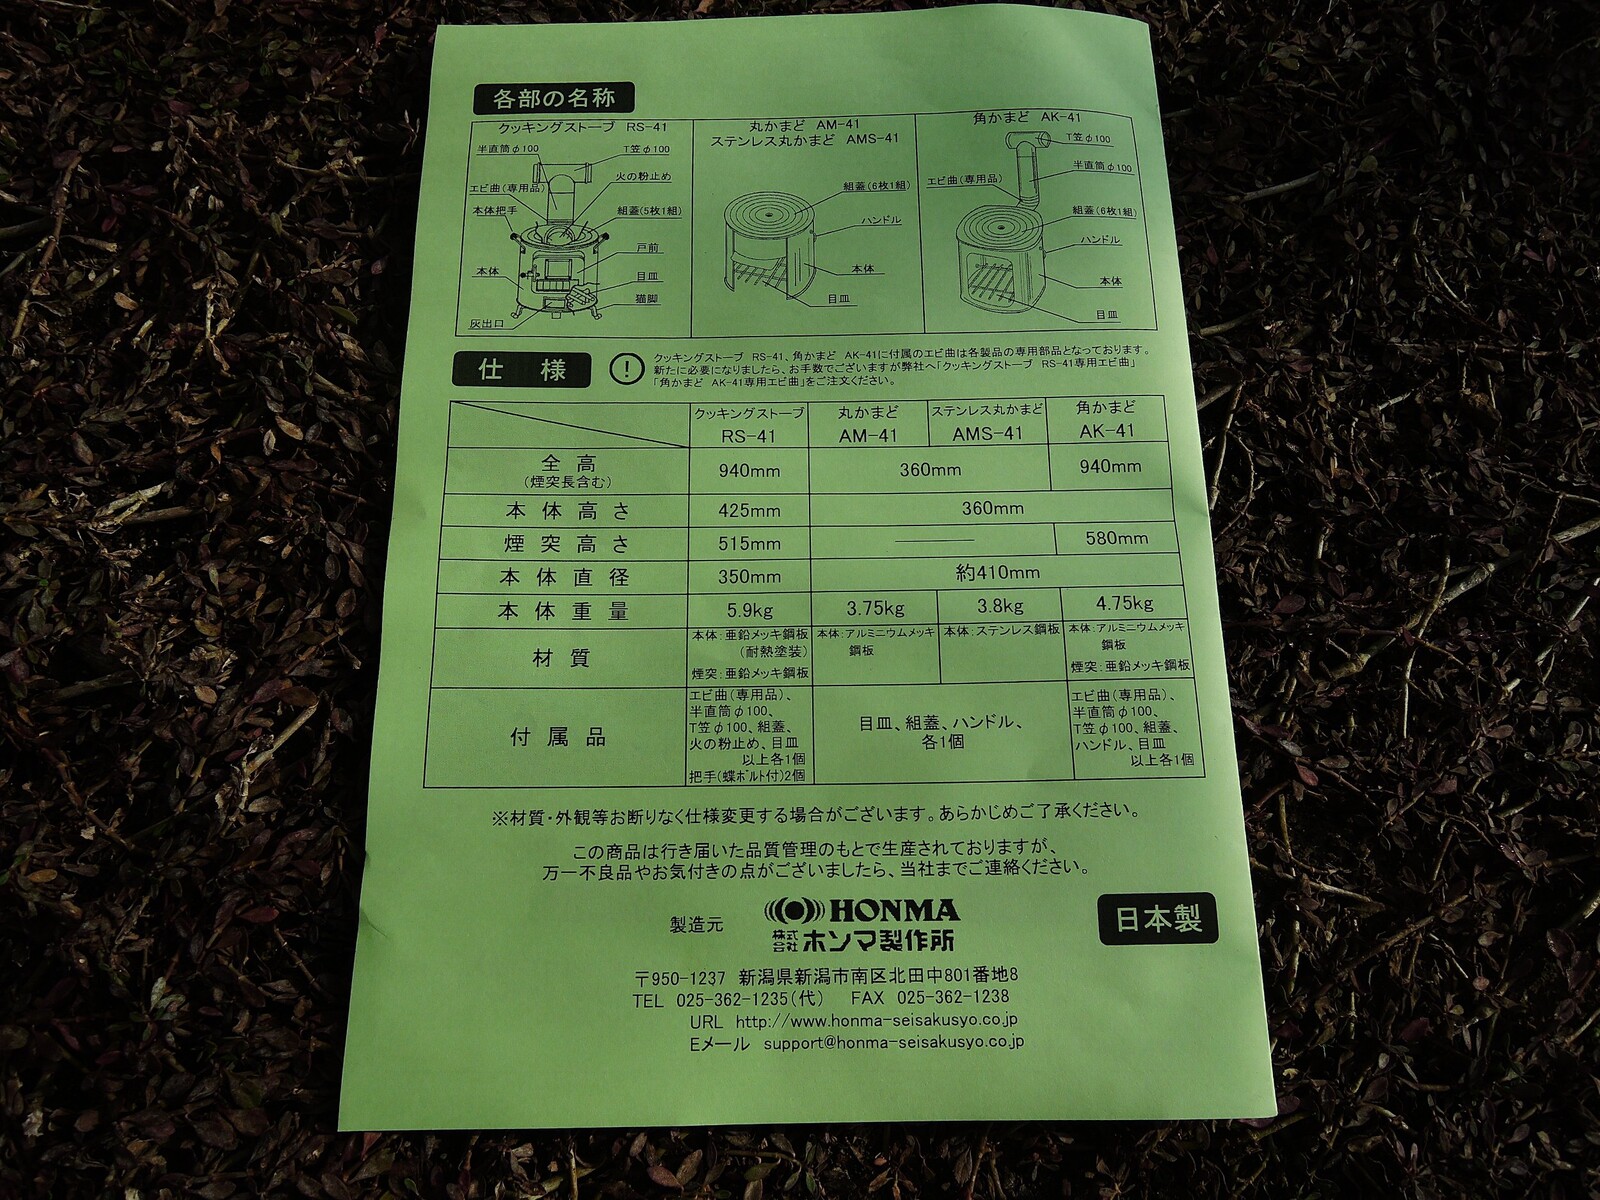 各部の名称
クッキングストーブ RS-41
半直筒φ100
T笠φ100
火の粉止め
エビ曲(専用品)
本体把手
組蓋(5枚1組)
戸前
本体
目皿
猫脚
灰出口
丸かまど AM-41
ステンレス丸かまど AMS-41
組蓋(6枚1組)
ハンドル
本体
目皿
角かまど AK-41
T笠φ100
半直筒φ100
エビ曲(専用品)
組蓋(6枚1組)
ハンドル
本体
目皿
仕様
クッキングストーブ RS-41、角かまど AK-41に付属のエビ曲は各製品の専用部品となっております。
新たに必要になりましたら、お手数でございますが弊社へ「クッキングストーブ RS-41専用エビ曲」
「角かまど AK-41専用エビ曲」をご注文ください。
クッキングストーブ 丸かまど ステンレス丸かまど 角かまど
RS-41 AM-41 AMS-41 AK-41
全高 940mm 360mm 940mm
(煙突長含む)
本体高さ 425mm 360mm
煙突高さ 515mm ——— 580mm
本体直径 350mm 約410mm
本体重量 5.9kg 3.75kg 3.8kg 4.75kg
材質
本体:亜鉛メッキ鋼板
(耐熱塗装)
煙突:亜鉛メッキ鋼板
本体:アルミニウムメッキ
鋼板
本体:ステンレス鋼板
本体:アルミニウムメッキ
鋼板
煙突:亜鉛メッキ鋼板
付属品
エビ曲(専用品)、
半直筒φ100、
T笠φ100、組蓋、
火の粉止め、目皿
以上各1個
把手(蝶ボルト付)2個
目皿、組蓋、ハンドル、
各1個
エビ曲(専用品)、
半直筒φ100、
T笠φ100、組蓋、
ハンドル、目皿
以上各1個
※材質・外観等お断りなく仕様変更する場合がございます。あらかじめご了承ください。
この商品は行き届いた品質管理のもとで生産されておりますが、
万一不良品やお気付きの点がございましたら、当社までご連絡ください。
製造元
HONMA
株式会社 ホンマ製作所
日本製
〒950-1237 新潟県新潟市南区北田中801番地8
TEL 025-362-1235(代) FAX 025-362-1238
URL http://www.honma-seisakusyo.co.jp
Eメール support@honma-seisakusyo.co.jp